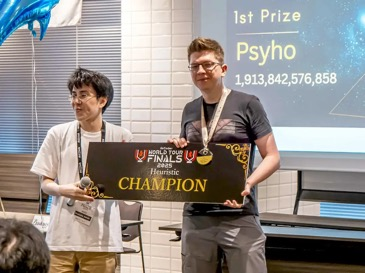 1st Prize
Psyho
1,913,842,576,858
WORLD TOUR
FINALS
2025
Heuristic
CHAMPION